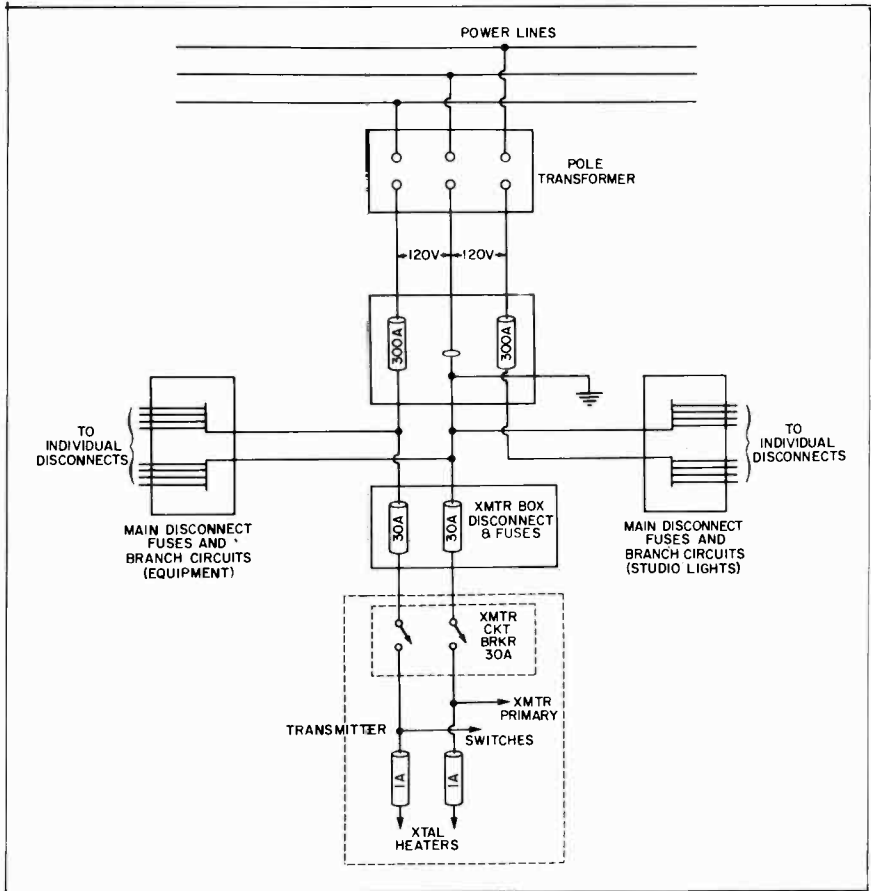 POWER LINES
POLE
TRANSFORMER
120V
120V
300A
300A
TO
INDIVIDUAL
DISCONNECTS
TO
INDIVIDUAL
DISCONNECTS
MAIN DISCONNECT
FUSES AND
BRANCH CIRCUITS
(EQUIPMENT)
30A
30A
XMTR BOX
DISCONNECT
& FUSES
MAIN DISCONNECT
FUSES AND
BRANCH CIRCUITS
(STUDIO LIGHTS)
XMTR
CKT
BRKR
30A
XMTR
PRIMARY
TRANSMITTER
SWITCHES
1A
1A
XTAL
HEATERS